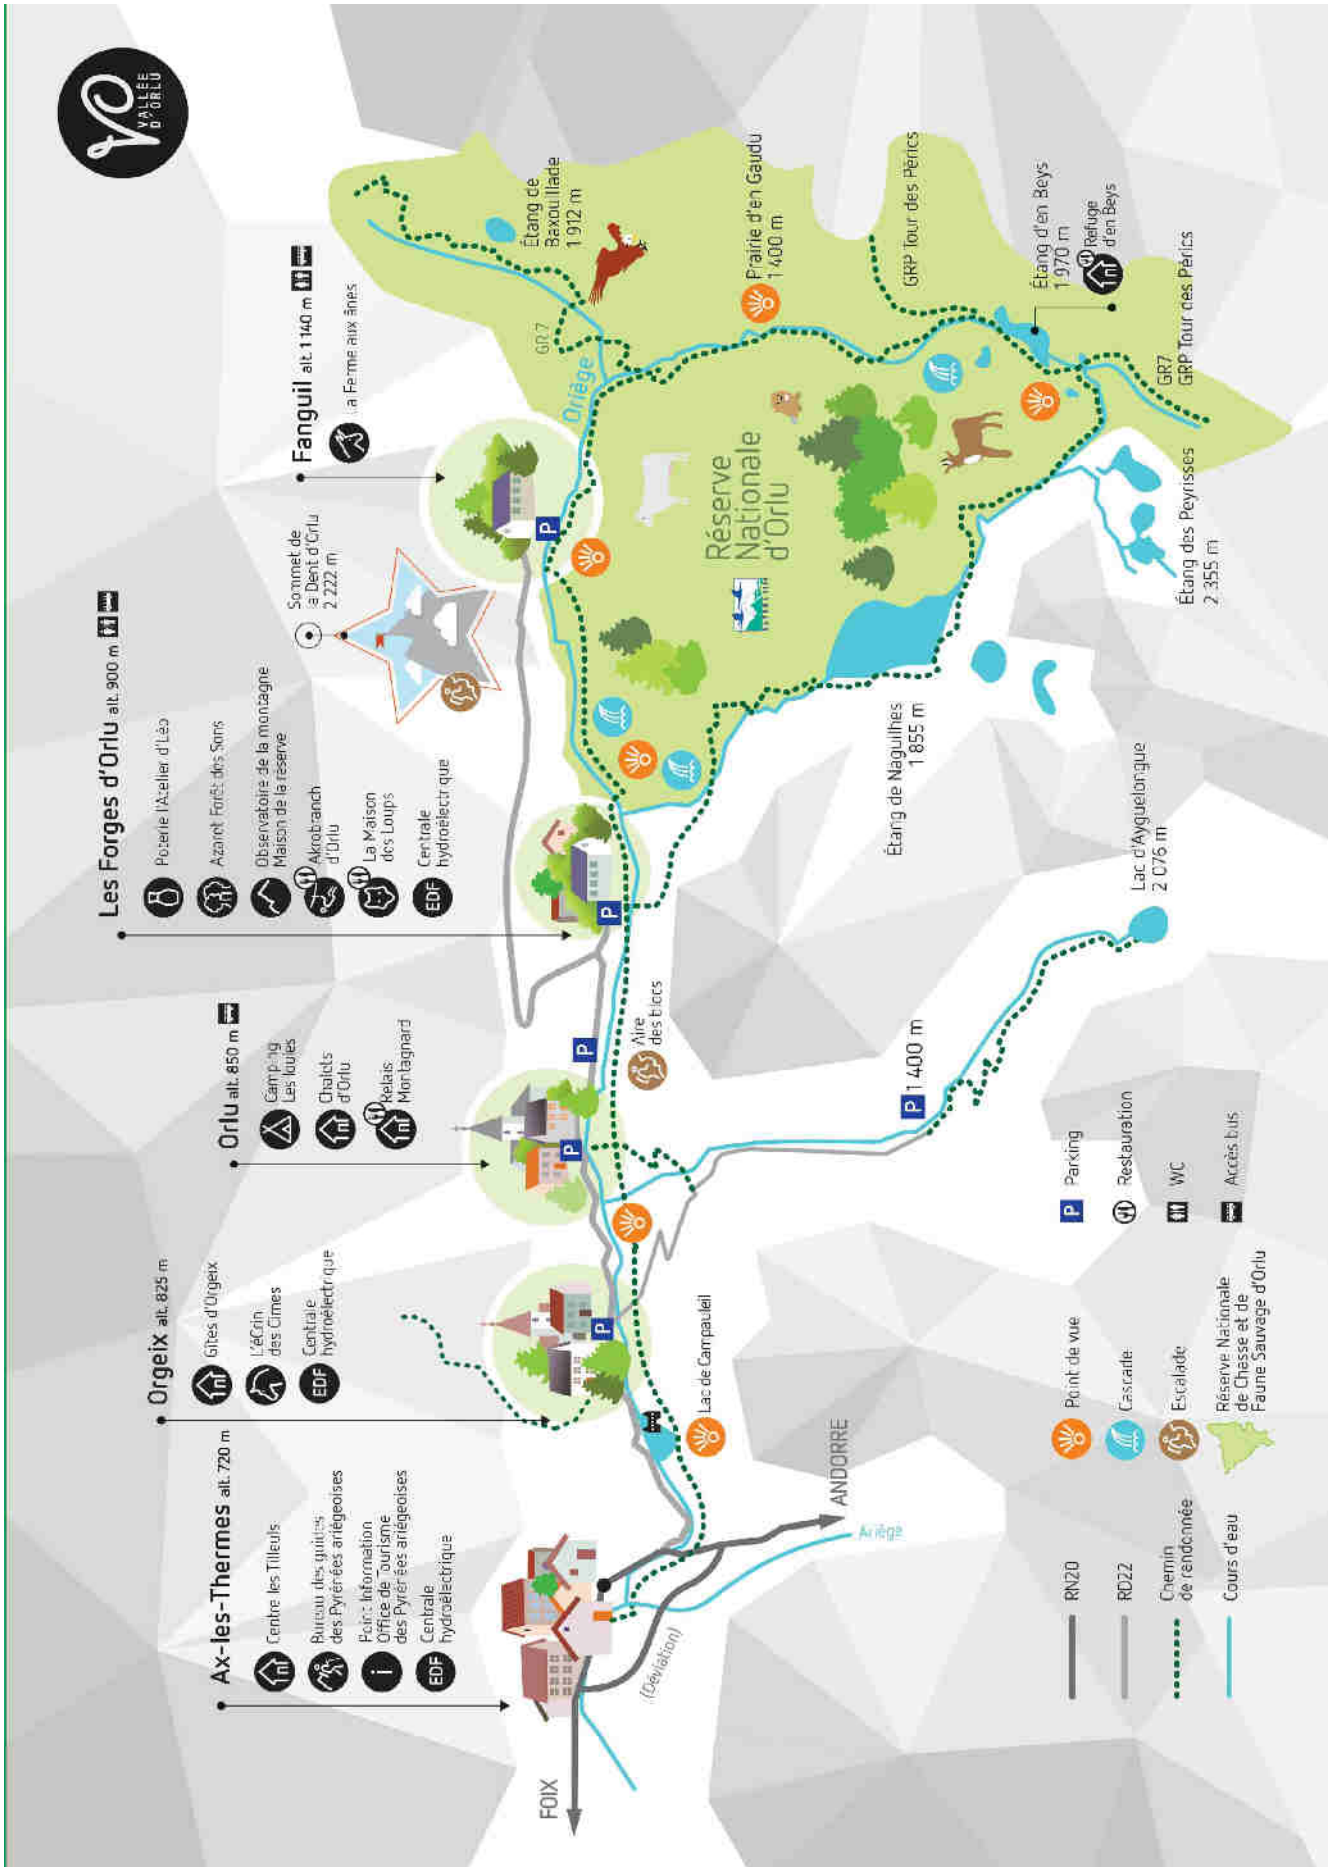 VALLÉE
D'ORLU
Ax-les-Thermes alt. 720 m
Centre les Tilleuls
Bureau des guides
des Pyrénées ariégeoises
Point Information
Office de Tourisme
des Pyrénées ariégeoises
EDF
Centrale
hydroélectrique
Orgeix alt. 825 m
Gîtes d'Orgeix
L'éCrin
des Cimes
EDF
Centrale
hydroélectrique
Orlu alt. 850 m
Camping
Les Ioules
Chalets
d'Orlu
Relais
Montagnard
Les Forges d'Orlu alt. 900 m
Poterie l'Atelier d'Léo
Azaret Forêt des Sons
Observatoire de la montagne
Maison de la réserve
Akrobranch
d'Orlu
La Maison
des Loups
EDF
Centrale
hydroélectrique
Fanguil alt. 1 140 m
La Ferme aux ânes
Sommet de
la Dent d'Orlu
2 222 m
Étang de
Baxouillade
1 912 m
GR7
Oriège
Prairie d'en Gaudu
1 400 m
GRP Tour des Pèrics
Étang d'en Beys
1 970 m
Refuge
d'en Beys
GR7
GRP Tour des Pèrics
Réserve
Nationale
d'Orlu
Étang des Peyrisses
2 355 m
Étang de Naguilhes
1 855 m
Lac d'Ayguelongue
2 076 m
P
P
P
P
P
P 1 400 m
Aire
des blocs
Lac de Campauleil
FOIX
(Déviation)
ANDORRE
Ariège
RN20
RD22
Chemin
de randonnée
Cours d'eau
Point de vue
Cascade
Escalade
Réserve Nationale
de Chasse et de
Faune Sauvage d'Orlu
P Parking
Restauration
WC
Accès bus